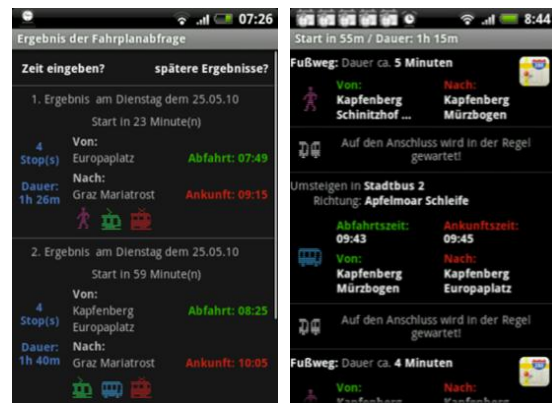 07:26
Ergebnis der Fahrplanabfrage
Zeit eingeben? spätere Ergebnisse?
1. Ergebnis am Dienstag dem 25.05.10
Start in 23 Minute(n)
4
Stop(s)
Dauer:
1h 26m
Von:
Europaplatz Abfahrt: 07:49
Nach:
Graz Mariatrost Ankunft: 09:15
2. Ergebnis am Dienstag dem 25.05.10
Start in 59 Minute(n)
4
Stop(s)
Dauer:
1h 40m
Von:
Kapfenberg
Europaplatz
Abfahrt: 08:25
Nach:
Graz Mariatrost Ankunft: 10:05
8:44
Start in 55m / Dauer: 1h 15m
Fußweg: Dauer ca. 5 Minuten
Von: Nach:
Kapfenberg Kapfenberg
Schinitzhof ... Mürzbogen
Auf den Anschluss wird in der Regel
gewartet!
Umsteigen in Stadtbus 2
Richtung: Apfelmoar Schleife
Abfahrtszeit: Ankunftszeit:
09:43 09:45
Von: Nach:
Kapfenberg Kapfenberg
Mürzbogen Europaplatz
Auf den Anschluss wird in der Regel
gewartet!
Fußweg: Dauer ca. 4 Minuten
Von: Nach:
Kapfenberg Kapfenberg